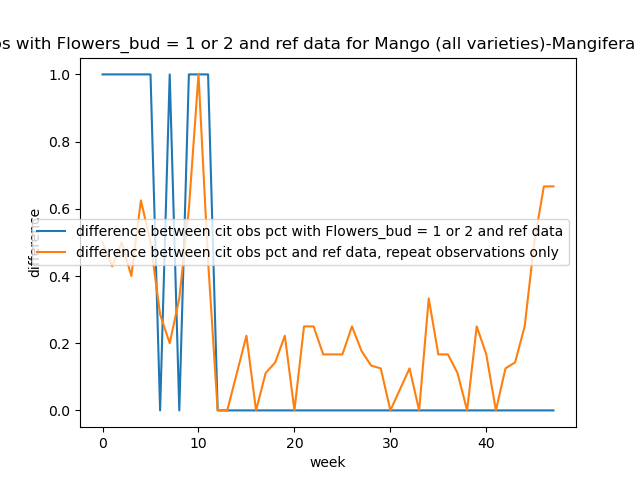 s with Flowers_bud = 1 or 2 and ref data for Mango (all varieties)-Mangifera
1.0
0.8
0.6
0.4
0.2
0.0
difference
difference between cit obs pct with Flowers_bud = 1 or 2 and ref data
difference between cit obs pct and ref data, repeat observations only
0 10 20 30 40
week